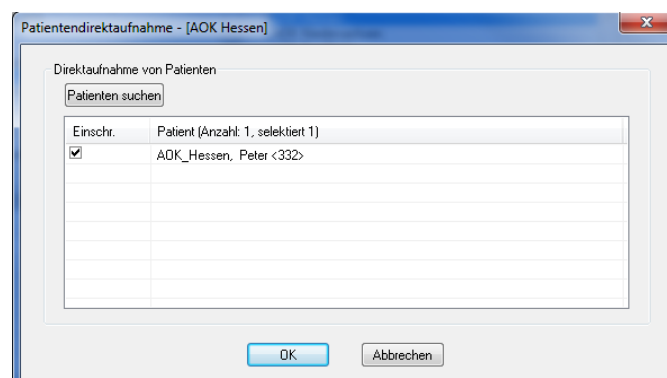 Patientendirektaufnahme - [AOK Hessen]
Direktaufnahme von Patienten
Patienten suchen
Einschr. Patient (Anzahl: 1, selektiert 1)
AOK_Hessen, Peter <332>
OK Abbrechen